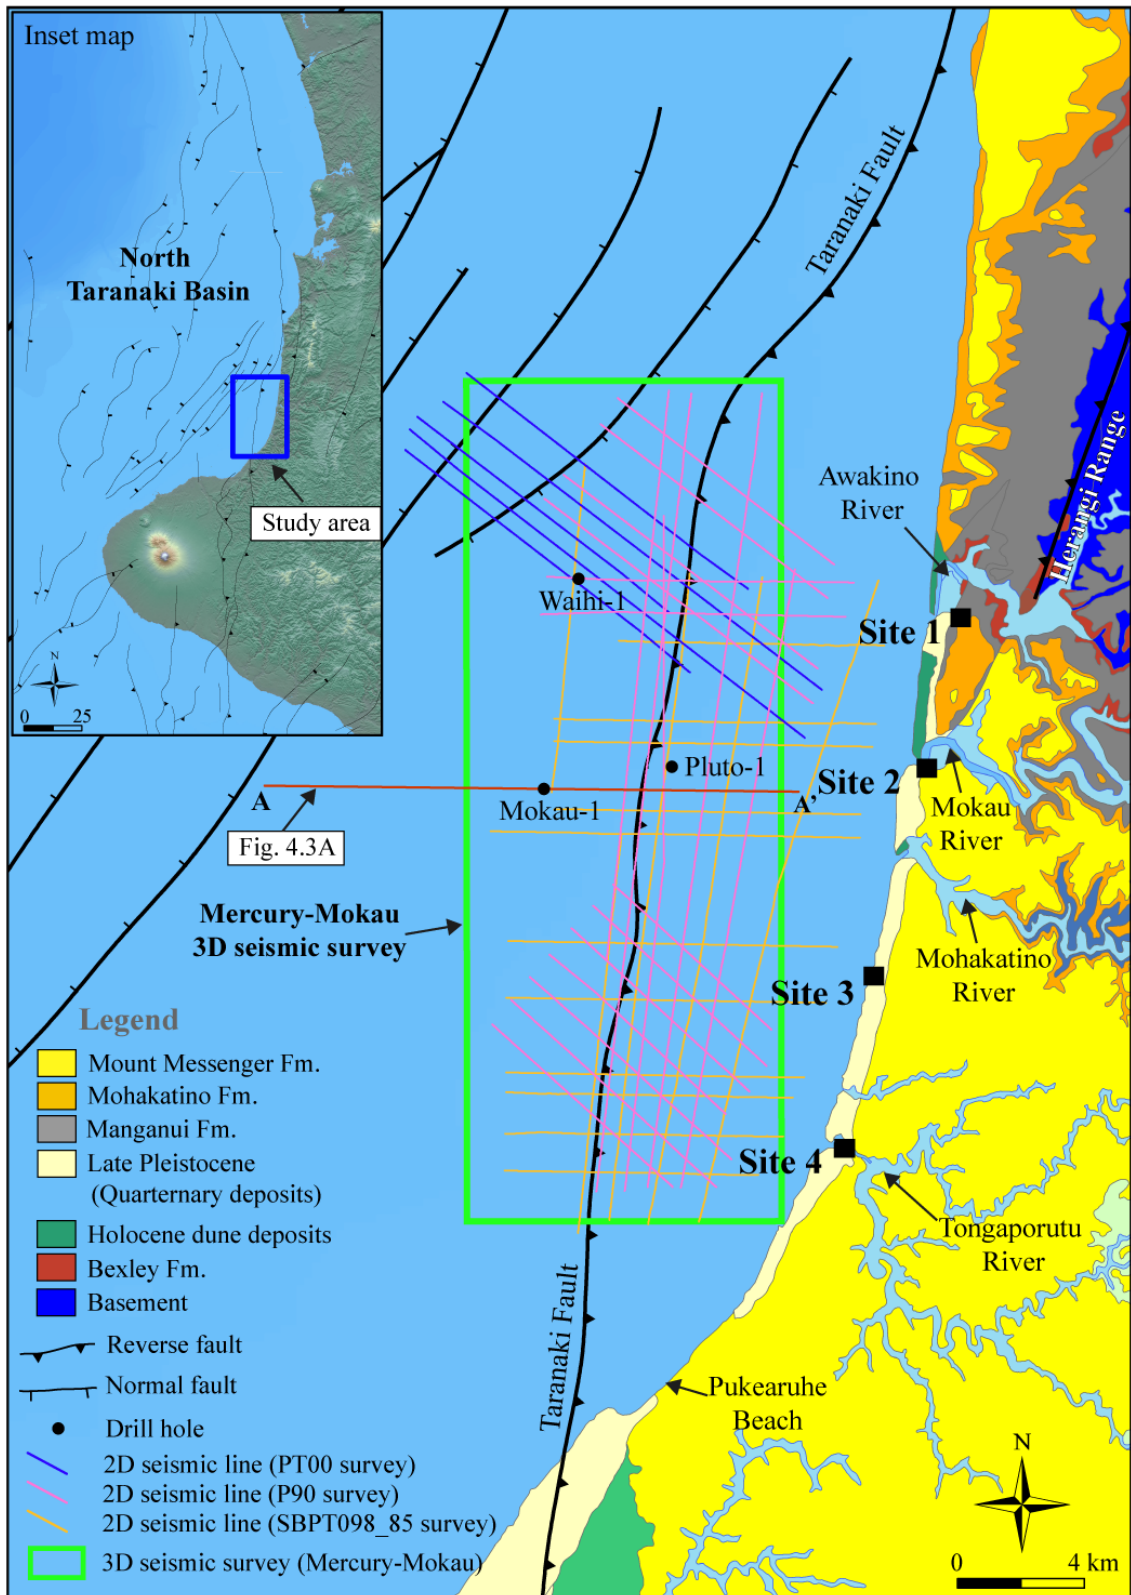 Inset map
North
Taranaki Basin
Study area
N
0 25
Taranaki Fault
Awakino
River
Herangi Range
Waihi-1
Site 1
Pluto-1
Site 2
A
A'
Mokau-1
Fig. 4.3A
Mokau
River
Mercury-Mokau
3D seismic survey
Mohakatino
River
Site 3
Legend
Mount Messenger Fm.
Mohakatino Fm.
Manganui Fm.
Late Pleistocene
(Quarternary deposits)
Holocene dune deposits
Bexley Fm.
Basement
Reverse fault
Normal fault
Drill hole
2D seismic line (PT00 survey)
2D seismic line (P90 survey)
2D seismic line (SBPT098_85 survey)
3D seismic survey (Mercury-Mokau)
Site 4
Tongaporutu
River
Taranaki Fault
Pukearuhe
Beach
N
0 4 km